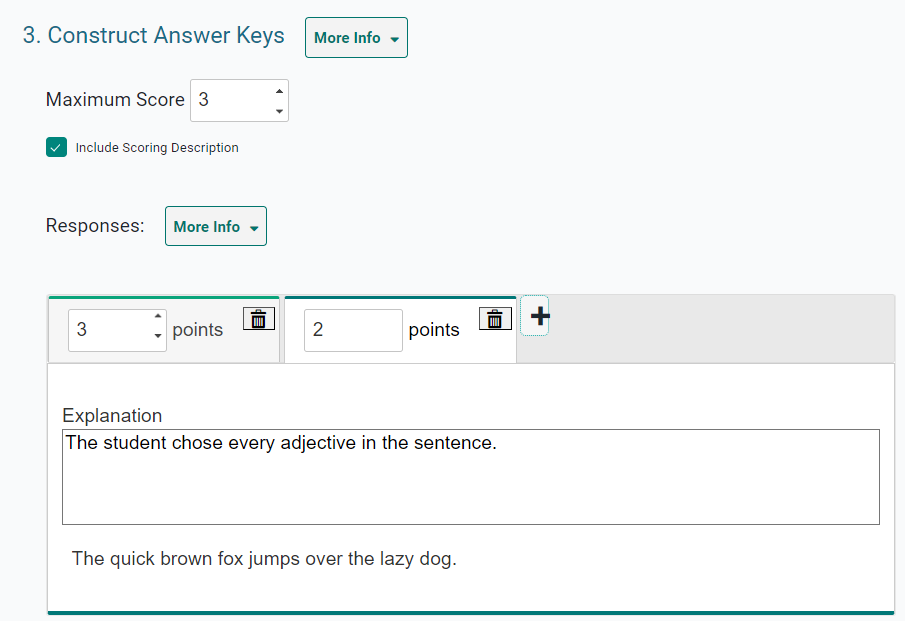 3. Construct Answer Keys More Info
Maximum Score 3
Include Scoring Description
Responses: More Info
3 points 2 points
Explanation
The student chose every adjective in the sentence.
The quick brown fox jumps over the lazy dog.